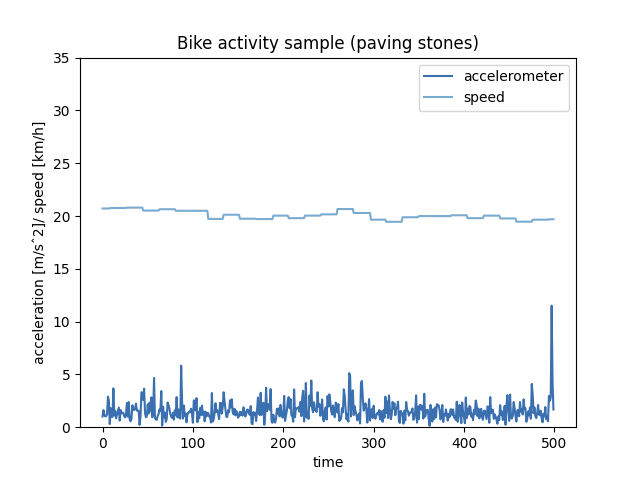 Bike activity sample (paving stones)
accelerometer
speed
acceleration [m/s^2]/ speed [km/h]
35
30
25
20
15
10
5
0
0 100 200 300 400 500
time